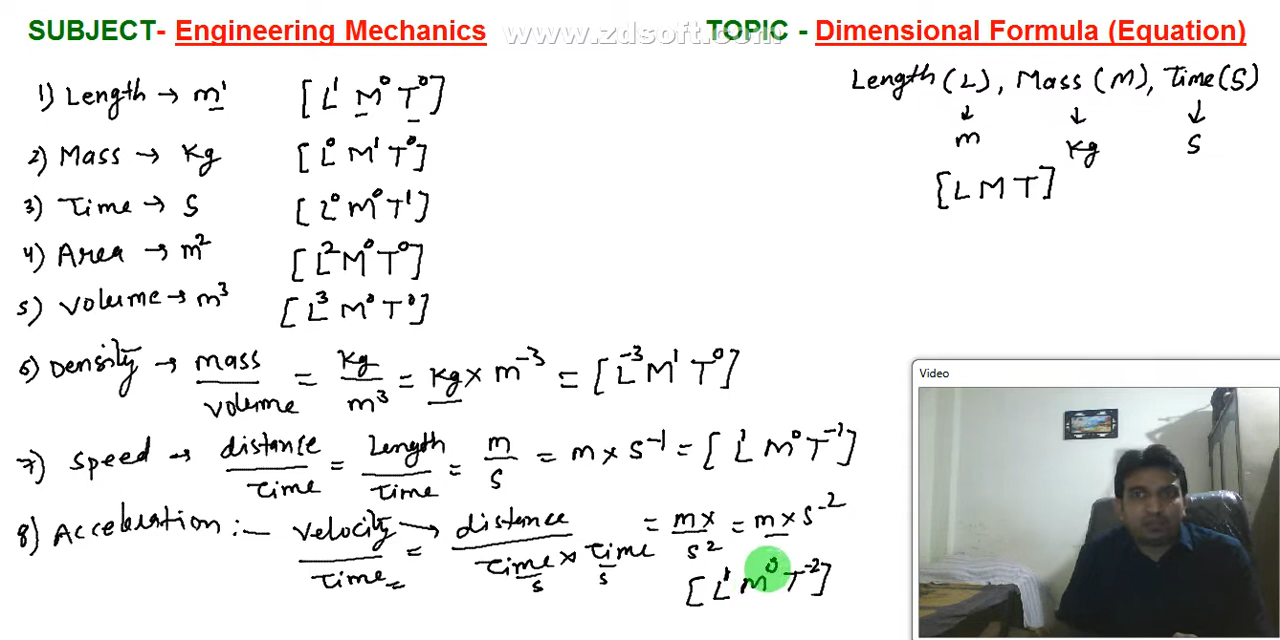 SUBJECT- Engineering Mechanics www.zdsoft.com TOPIC - Dimensional Formula (Equation)
Length (L), Mass (M), Time (S)
↓ ↓ ↓
m Kg S
[L M T]
1) Length → m¹ [L¹ M⁰ T⁰]
2) Mass → Kg [L⁰ M¹ T⁰]
3) Time → S [L⁰ M⁰ T¹]
4) Area → m² [L² M⁰ T⁰]
5) Volume → m³ [L³ M⁰ T⁰]
6) Density → mass/volume = Kg/m³ = Kg × m⁻³ = [L⁻³ M¹ T⁰]
7) Speed → distance/Time = Length/Time = m/s = m × s⁻¹ = [L¹ M⁰ T⁻¹]
8) Acceleration :- Velocity/Time → = distance/Time × Time = m×/s² = m × s⁻²
s s
[L¹ M⁰ T⁻²]
Video